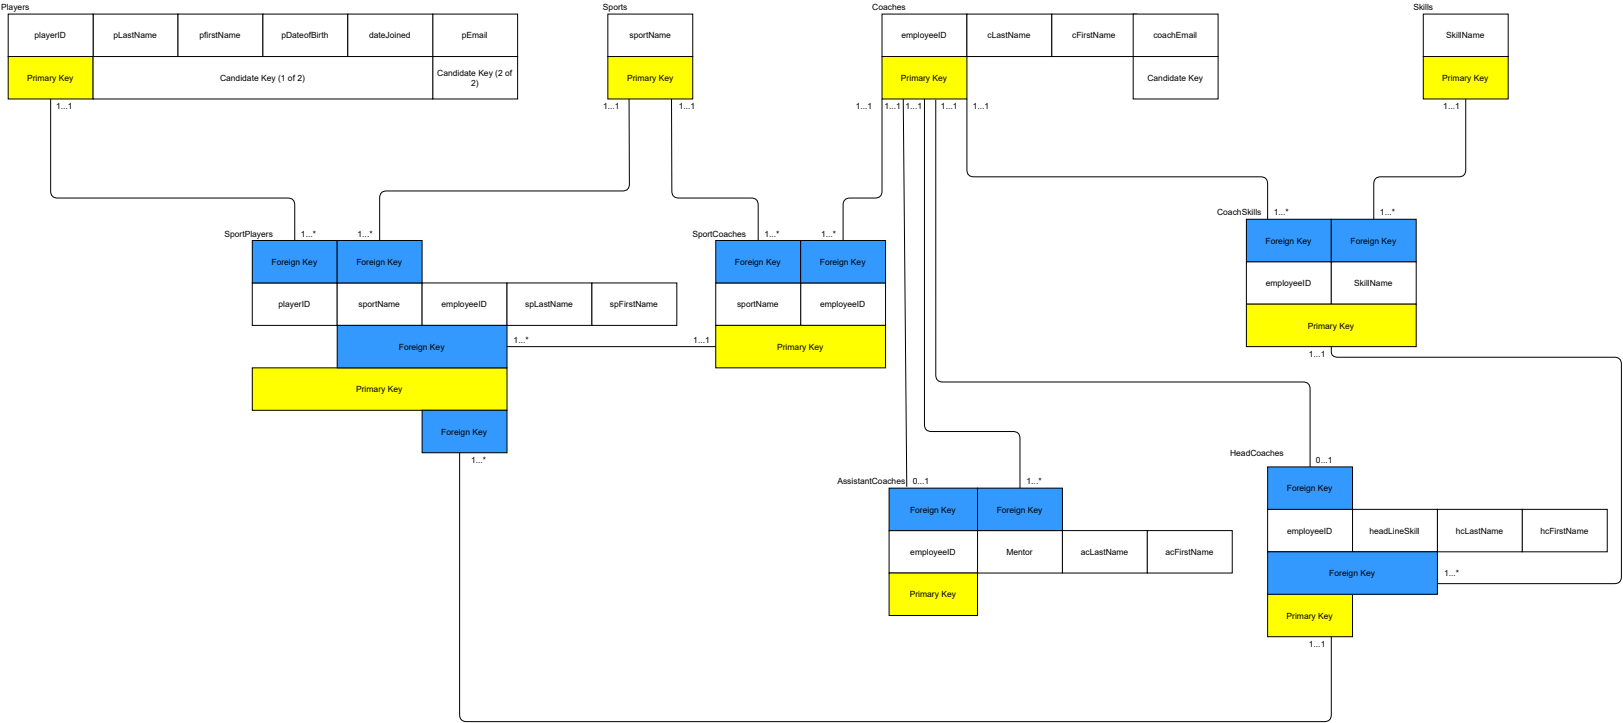 Players
Sports
Coaches
Skills
playerID
pLastName
pfirstName
pDateofBirth
dateJoined
pEmail
sportName
employeeID
cLastName
cFirstName
coachEmail
SkillName
Primary Key
Candidate Key (1 of 2)
Candidate Key (2 of
2)
Primary Key
Primary Key
Candidate Key
Primary Key
1...1
1...1
1...1
1...1
1...1
1...1
1...1
1...1
1...1
CoachSkills
1...*
1...*
SportPlayers
1...*
1...*
SportCoaches
1...*
1...*
Foreign Key
Foreign Key
Foreign Key
Foreign Key
Foreign Key
Foreign Key
employeeID
SkillName
playerID
sportName
employeeID
spLastName
spFirstName
sportName
employeeID
Primary Key
Foreign Key
1...*
1...1
Primary Key
1...1
Primary Key
Foreign Key
1...*
HeadCoaches
0...1
AssistantCoaches
0...1
1...*
Foreign Key
Foreign Key
Foreign Key
employeeID
headLineSkill
hcLastName
hcFirstName
employeeID
Mentor
acLastName
acFirstName
Foreign Key
1...*
Primary Key
Primary Key
1...1